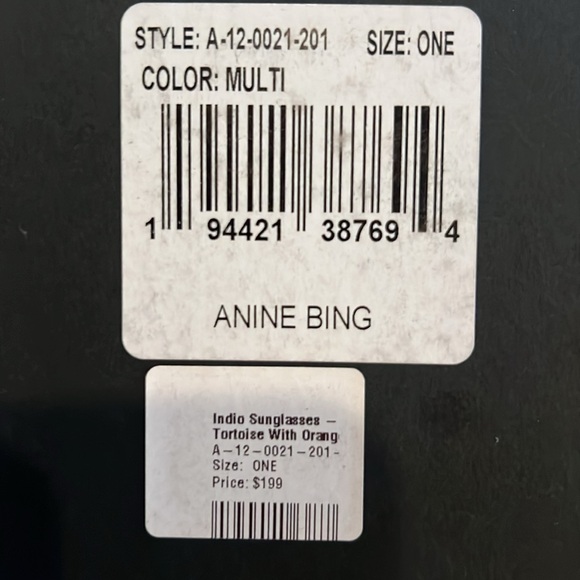 STYLE: A-12-0021-201 SIZE: ONE
COLOR: MULTI
1 94421 38769 4
ANINE BING
Indio Sunglasses –
Tortoise With Orang
A-12-0021-201-
Size: ONE
Price: $199